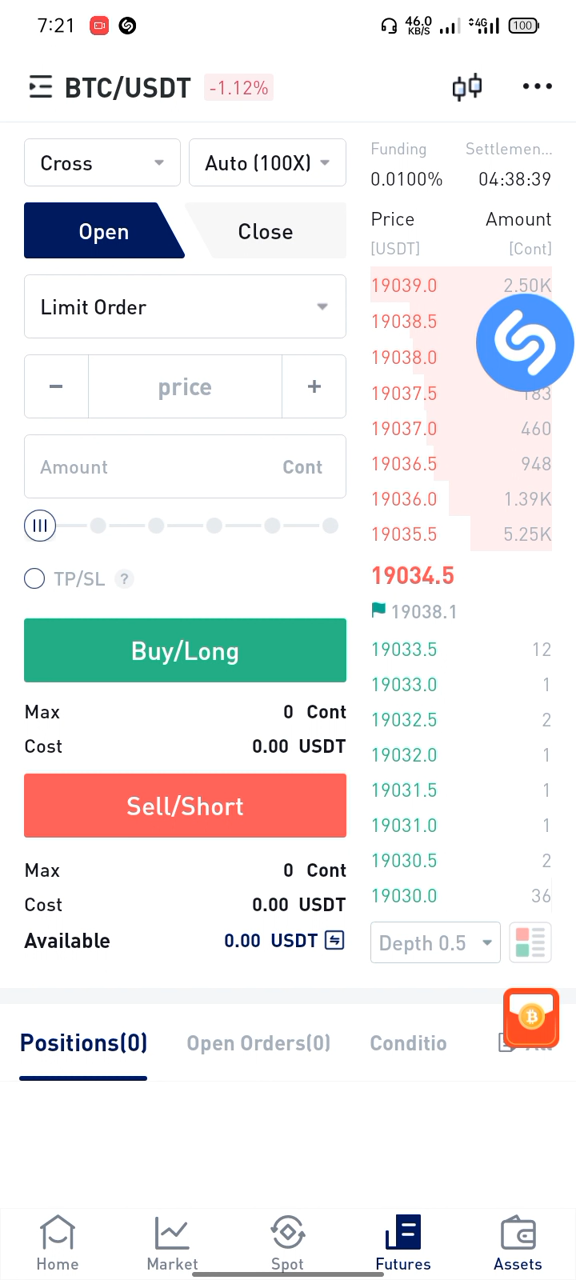 7:21
46.0
KB/S
4G
100
BTC/USDT
-1.12%
Cross
Auto (100X)
Open
Close
Limit Order
price
Amount
Cont
TP/SL
?
Buy/Long
Max
0 Cont
Cost
0.00 USDT
Sell/Short
Max
0 Cont
Cost
0.00 USDT
Available
0.00 USDT
Funding
Settlemen...
0.0100%
04:38:39
Price
Amount
[USDT]
[Cont]
19039.0
2.50K
19038.5
19038.0
19037.5
183
19037.0
460
19036.5
948
19036.0
1.39K
19035.5
5.25K
19034.5
19038.1
19033.5
12
19033.0
1
19032.5
2
19032.0
1
19031.5
1
19031.0
1
19030.5
2
19030.0
36
Depth 0.5
Positions(0)
Open Orders(0)
Conditio
Home
Market
Spot
Futures
Assets